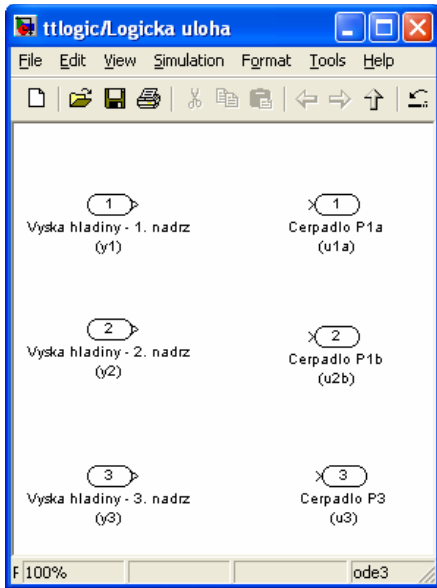 ttlogic/Logicka uloha
File Edit View Simulation Format Tools Help
1
Vyska hladiny - 1. nadrz
(y1)
1
Cerpadlo P1a
(u1a)
2
Vyska hladiny - 2. nadrz
(y2)
2
Cerpadlo P1b
(u2b)
3
Vyska hladiny - 3. nadrz
(y3)
3
Cerpadlo P3
(u3)
F 100% ode3